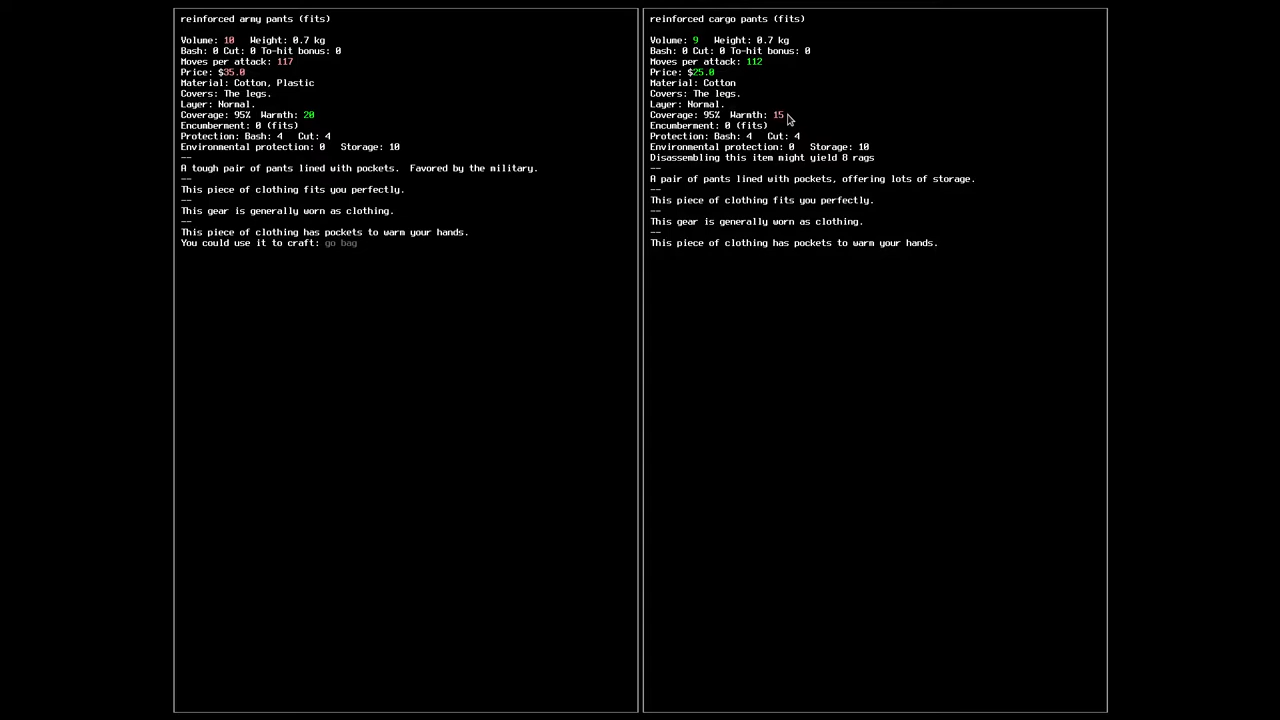 reinforced army pants (fits)
Volume: 10 Weight: 0.7 kg
Bash: 0 Cut: 0 To-hit bonus: 0
Moves per attack: 117
Price: $35.0
Material: Cotton, Plastic
Covers: The legs.
Layer: Normal.
Coverage: 95% Warmth: 20
Encumberment: 0 (fits)
Protection: Bash: 4 Cut: 4
Environmental protection: 0 Storage: 10
--
A tough pair of pants lined with pockets. Favored by the military.
--
This piece of clothing fits you perfectly.
--
This gear is generally worn as clothing.
--
This piece of clothing has pockets to warm your hands.
You could use it to craft: go bag
reinforced cargo pants (fits)
Volume: 9 Weight: 0.7 kg
Bash: 0 Cut: 0 To-hit bonus: 0
Moves per attack: 112
Price: $25.0
Material: Cotton
Covers: The legs.
Layer: Normal.
Coverage: 95% Warmth: 15
Encumberment: 0 (fits)
Protection: Bash: 4 Cut: 4
Environmental protection: 0 Storage: 10
Disassembling this item might yield 8 rags
--
A pair of pants lined with pockets, offering lots of storage.
--
This piece of clothing fits you perfectly.
--
This gear is generally worn as clothing.
--
This piece of clothing has pockets to warm your hands.